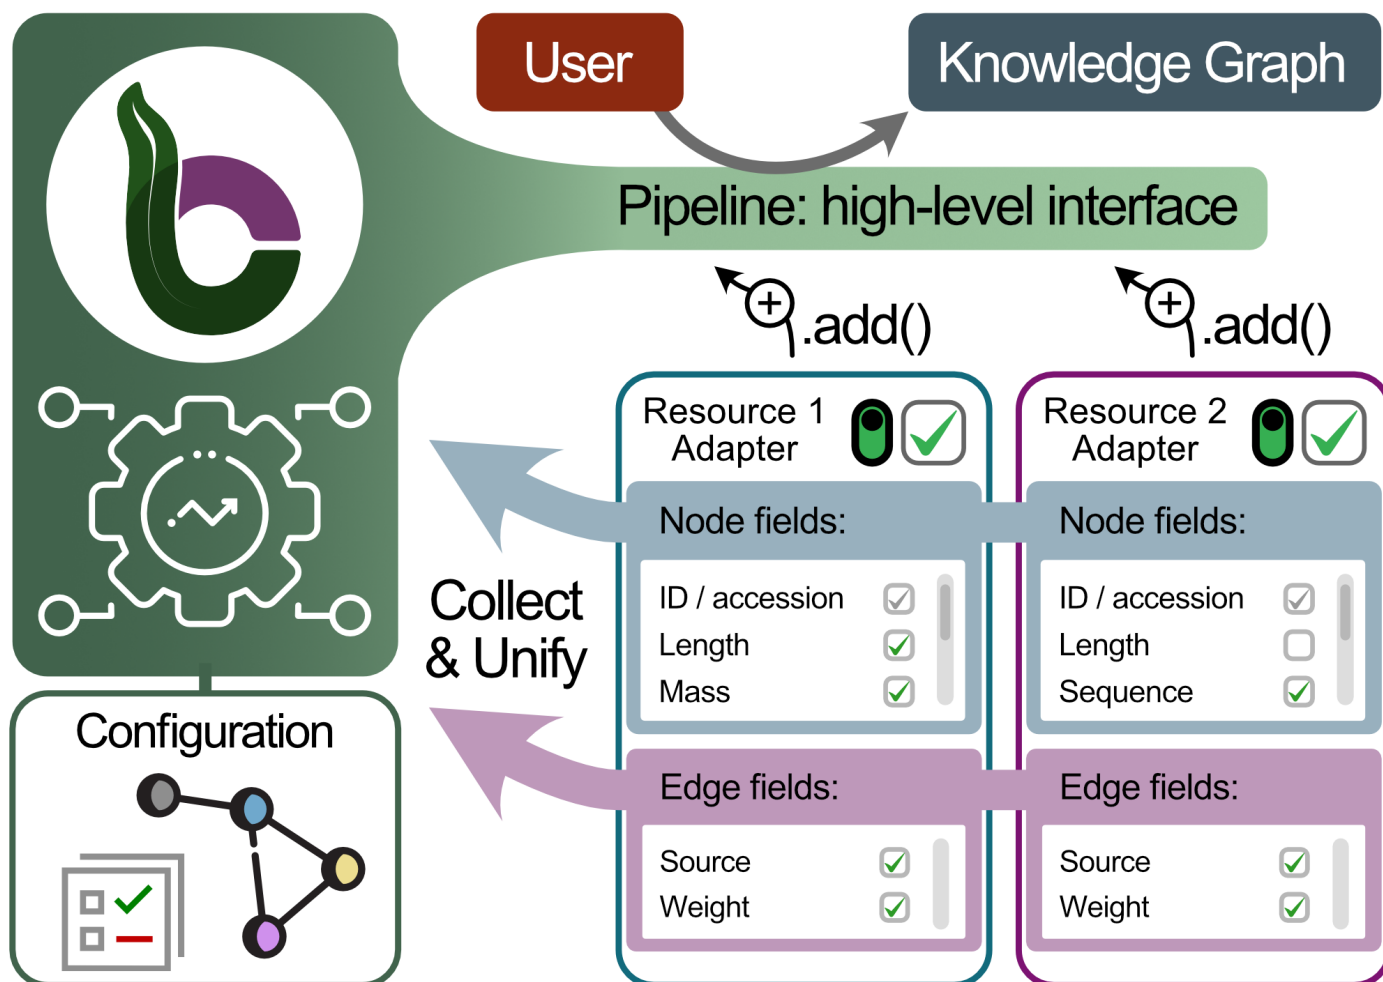 User
Knowledge Graph
Pipeline: high-level interface
.add()
.add()
Resource 1
Adapter
Node fields:
ID / accession
Length
Mass
Edge fields:
Source
Weight
Resource 2
Adapter
Node fields:
ID / accession
Length
Sequence
Edge fields:
Source
Weight
Collect
& Unify
Configuration